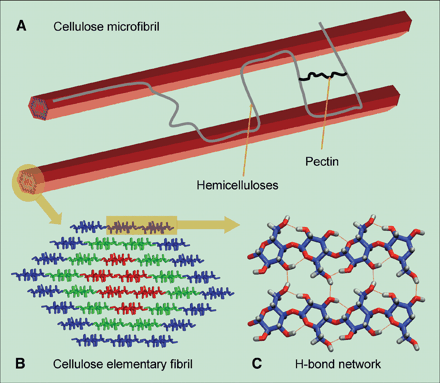 A Cellulose microfibril
Pectin
Hemicelluloses
B Cellulose elementary fibril
C H-bond network